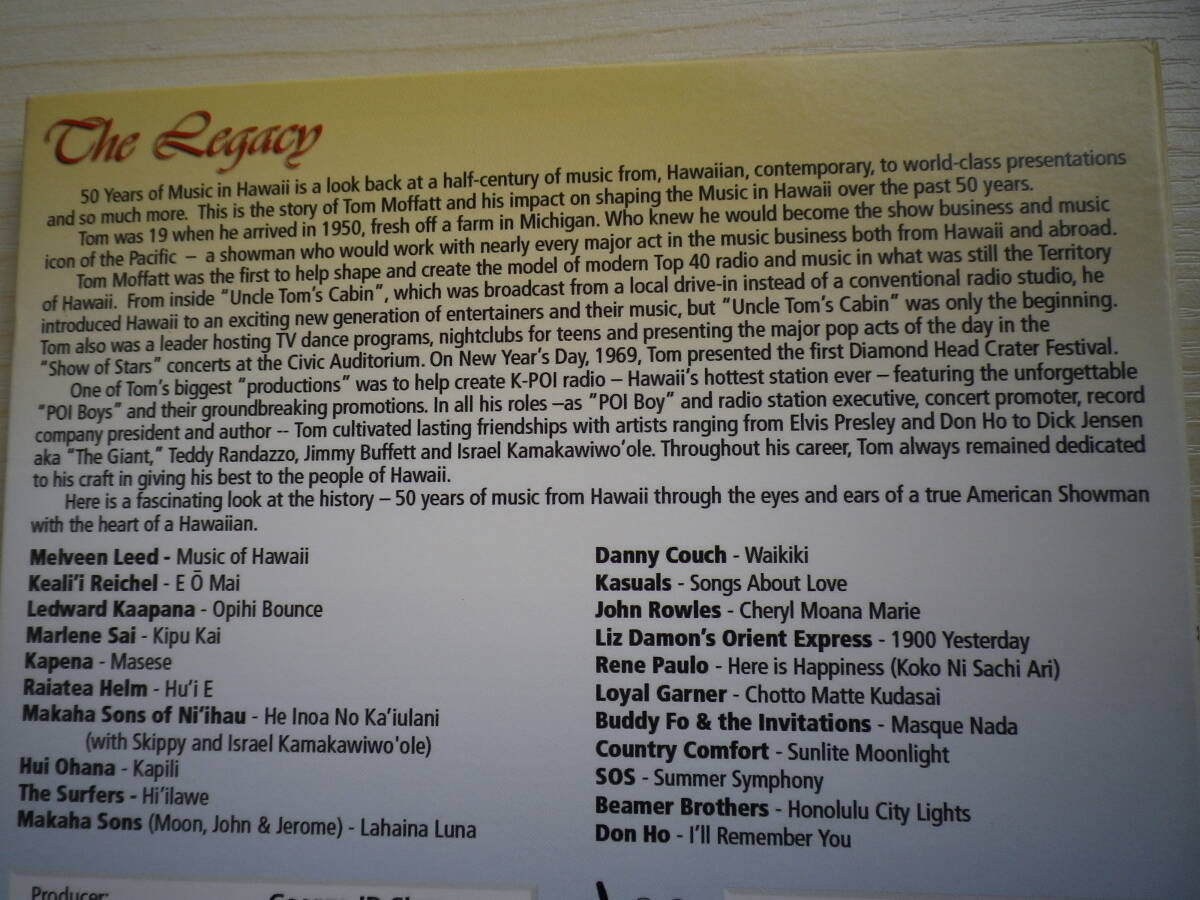 The Legacy
50 Years of Music in Hawaii is a look back at a half-century of music from, Hawaiian, contemporary, to world-class presentations
and so much more. This is the story of Tom Moffatt and his impact on shaping the Music in Hawaii over the past 50 years.
Tom was 19 when he arrived in 1950, fresh off a farm in Michigan. Who knew he would become the show business and music
icon of the Pacific – a showman who would work with nearly every major act in the music business both from Hawaii and abroad.
Tom Moffatt was the first to help shape and create the model of modern Top 40 radio and music in what was still the Territory
of Hawaii. From inside "Uncle Tom's Cabin", which was broadcast from a local drive-in instead of a conventional radio studio, he
introduced Hawaii to an exciting new generation of entertainers and their music, but "Uncle Tom's Cabin" was only the beginning.
Tom also was a leader hosting TV dance programs, nightclubs for teens and presenting the major pop acts of the day in the
"Show of Stars" concerts at the Civic Auditorium. On New Year's Day, 1969, Tom presented the first Diamond Head Crater Festival.
One of Tom's biggest "productions" was to help create K-POI radio – Hawaii's hottest station ever – featuring the unforgettable
"POI Boys" and their groundbreaking promotions. In all his roles –as "POI Boy" and radio station executive, concert promoter, record
company president and author -- Tom cultivated lasting friendships with artists ranging from Elvis Presley and Don Ho to Dick Jensen
aka "The Giant," Teddy Randazzo, Jimmy Buffett and Israel Kamakawiwo'ole. Throughout his career, Tom always remained dedicated
to his craft in giving his best to the people of Hawaii.
Here is a fascinating look at the history – 50 years of music from Hawaii through the eyes and ears of a true American Showman
with the heart of a Hawaiian.
Melveen Leed - Music of Hawaii
Keali'i Reichel - E Ō Mai
Ledward Kaapana - Opihi Bounce
Marlene Sai - Kipu Kai
Kapena - Masese
Raiatea Helm - Hu'i E
Makaha Sons of Ni'ihau - He Inoa No Ka'iulani
(with Skippy and Israel Kamakawiwo'ole)
Hui Ohana - Kapili
The Surfers - Hi'ilawe
Makaha Sons (Moon, John & Jerome) - Lahaina Luna
Danny Couch - Waikiki
Kasuals - Songs About Love
John Rowles - Cheryl Moana Marie
Liz Damon's Orient Express - 1900 Yesterday
Rene Paulo - Here is Happiness (Koko Ni Sachi Ari)
Loyal Garner - Chotto Matte Kudasai
Buddy Fo & the Invitations - Masque Nada
Country Comfort - Sunlite Moonlight
SOS - Summer Symphony
Beamer Brothers - Honolulu City Lights
Don Ho - I'll Remember You
Producer: